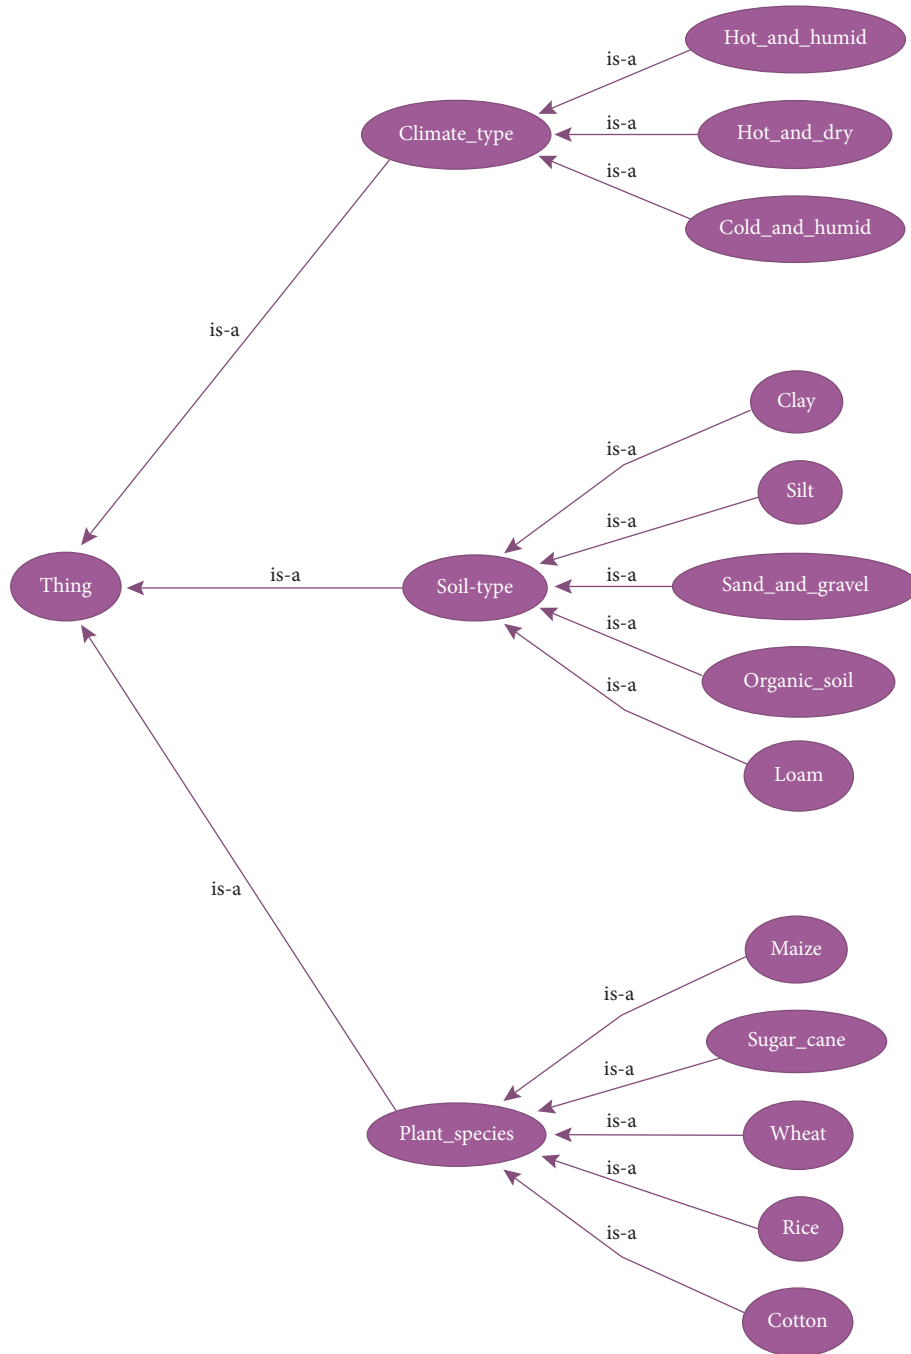 Hot_and_humid
is-a
Climate_type
is-a
Hot_and_dry
is-a
Cold_and_humid
is-a
Clay
is-a
Silt
is-a
Thing
is-a
Soil-type
is-a
Sand_and_gravel
is-a
Organic_soil
is-a
Loam
is-a
Maize
is-a
Sugar_cane
is-a
Plant_species
is-a
Wheat
is-a
Rice
is-a
Cotton